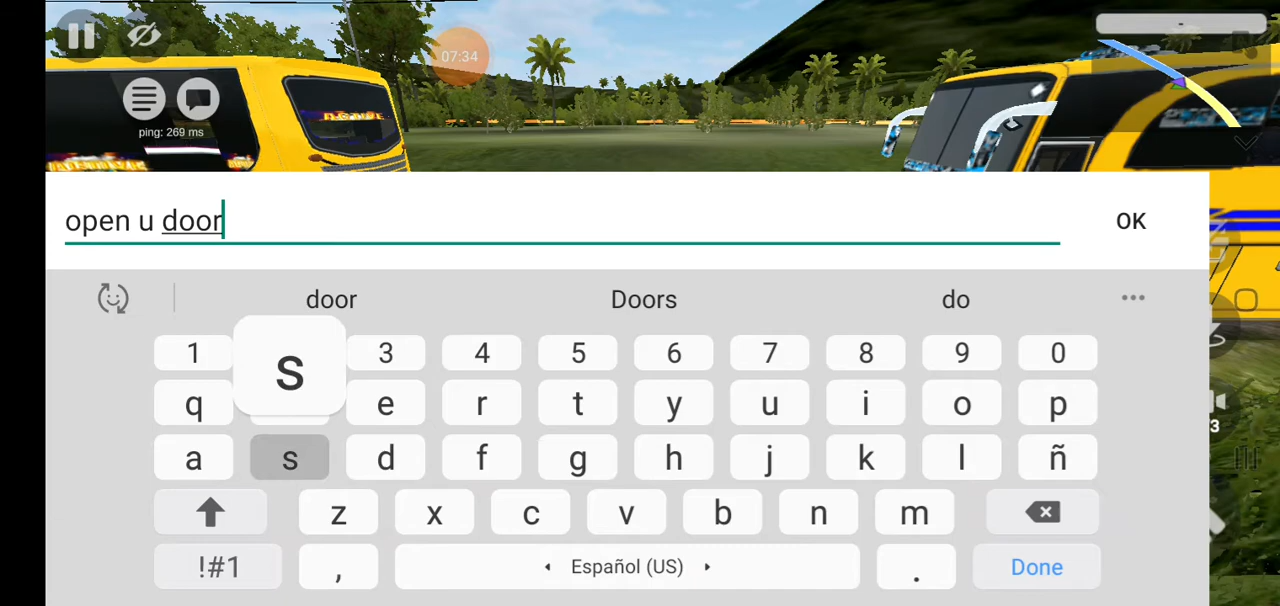 07:34
ping: 269 ms
open u door
OK
door Doors do
1 3 4 5 6 7 8 9 0
s
q e r t y u i o p
a s d f g h j k l ñ
z x c v b n m
!#1 , Español (US) . Done
3